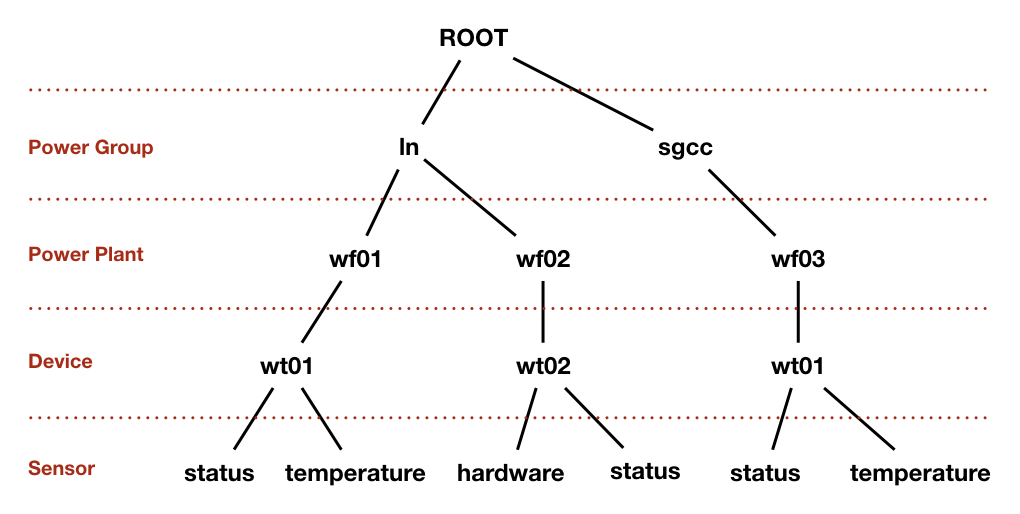 ROOT
Power Group
ln
sgcc
Power Plant
wf01
wf02
wf03
Device
wt01
wt02
wt01
Sensor
status
temperature
hardware
status
status
temperature